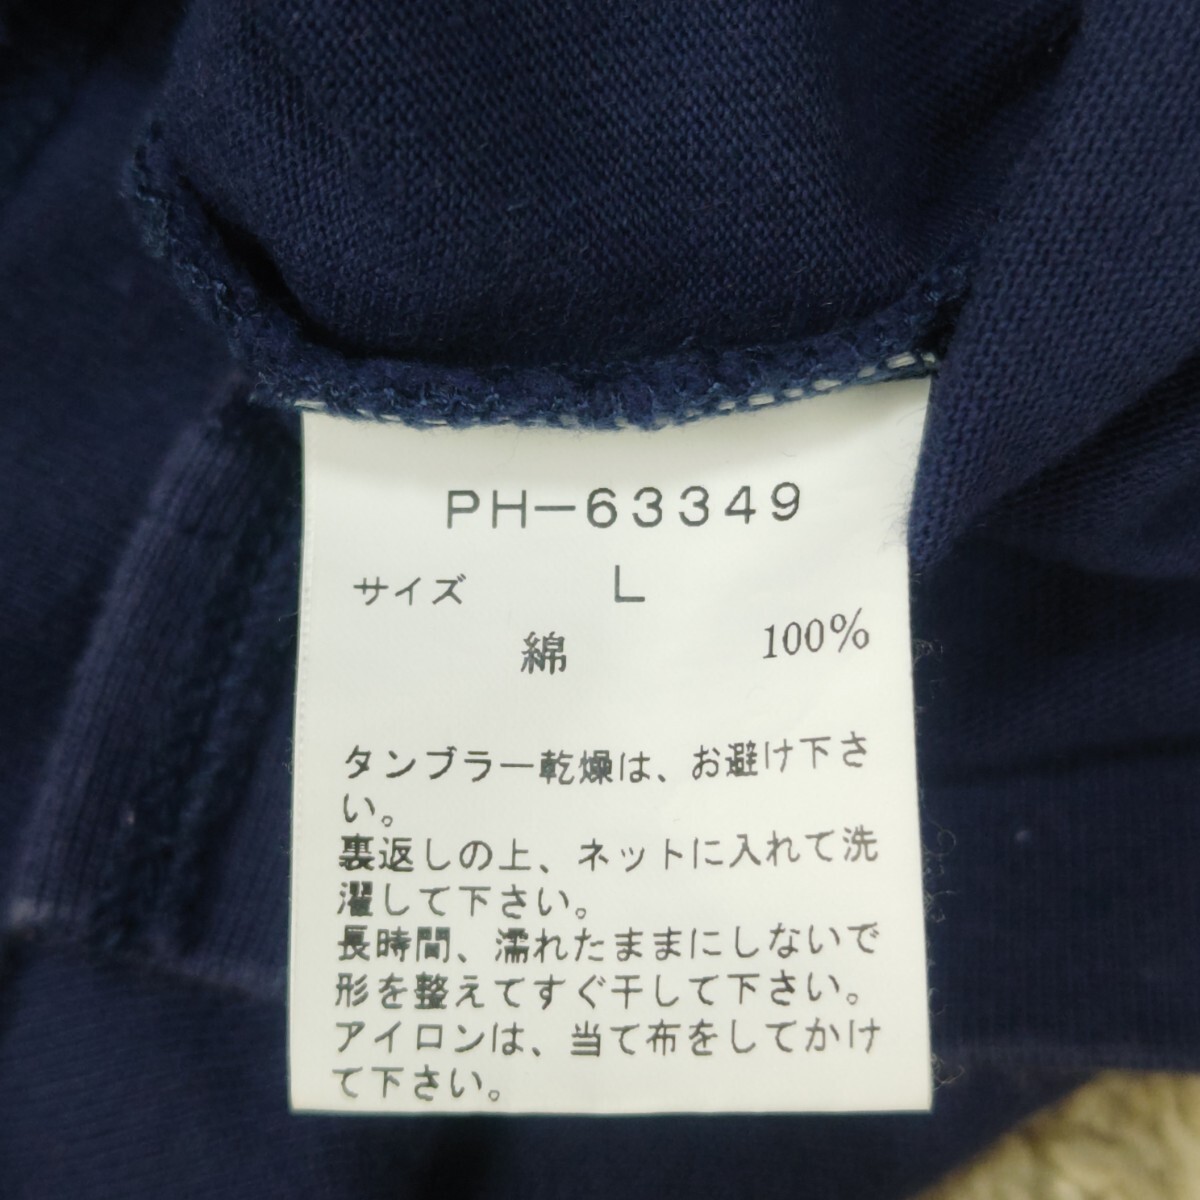 PH-63349
サイズ L
綿 100%
タンブラー乾燥は、お避け下さ
い。
裏返しの上、ネットに入れて洗
濯して下さい。
長時間、濡れたままにしないで
形を整えてすぐ干して下さい。
アイロンは、当て布をしてかけ
て下さい。